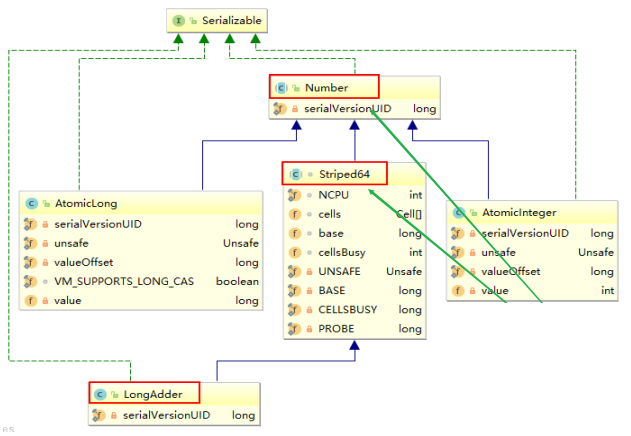 Serializable
Number
serialVersionUID long
Striped64
NCPU int
cells Cell[]
base long
cellsBusy int
UNSAFE Unsafe
BASE long
CELLSBUSY long
PROBE long
AtomicLong
serialVersionUID long
unsafe Unsafe
valueOffset long
VM_SUPPORTS_LONG_CAS boolean
value long
AtomicInteger
serialVersionUID long
unsafe Unsafe
valueOffset long
value int
LongAdder
serialVersionUID long